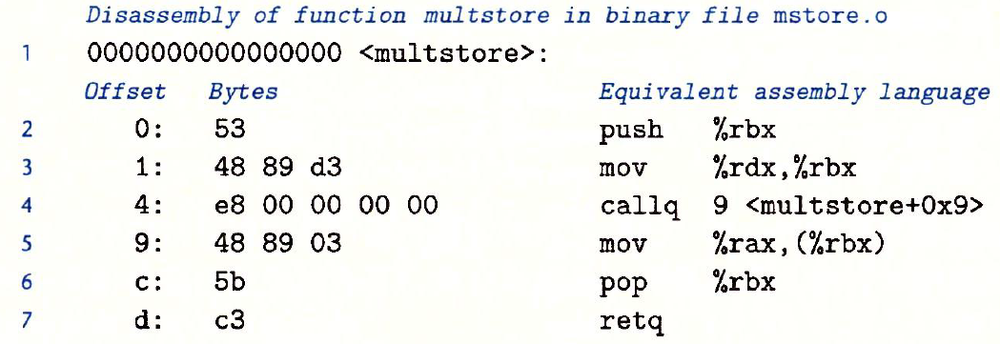 Disassembly of function multstore in binary file mstore.o
1 0000000000000000 <multstore>:
Offset Bytes Equivalent assembly language
2 0: 53 push %rbx
3 1: 48 89 d3 mov %rdx,%rbx
4 4: e8 00 00 00 00 callq 9 <multstore+0x9>
5 9: 48 89 03 mov %rax,(%rbx)
6 c: 5b pop %rbx
7 d: c3 retq